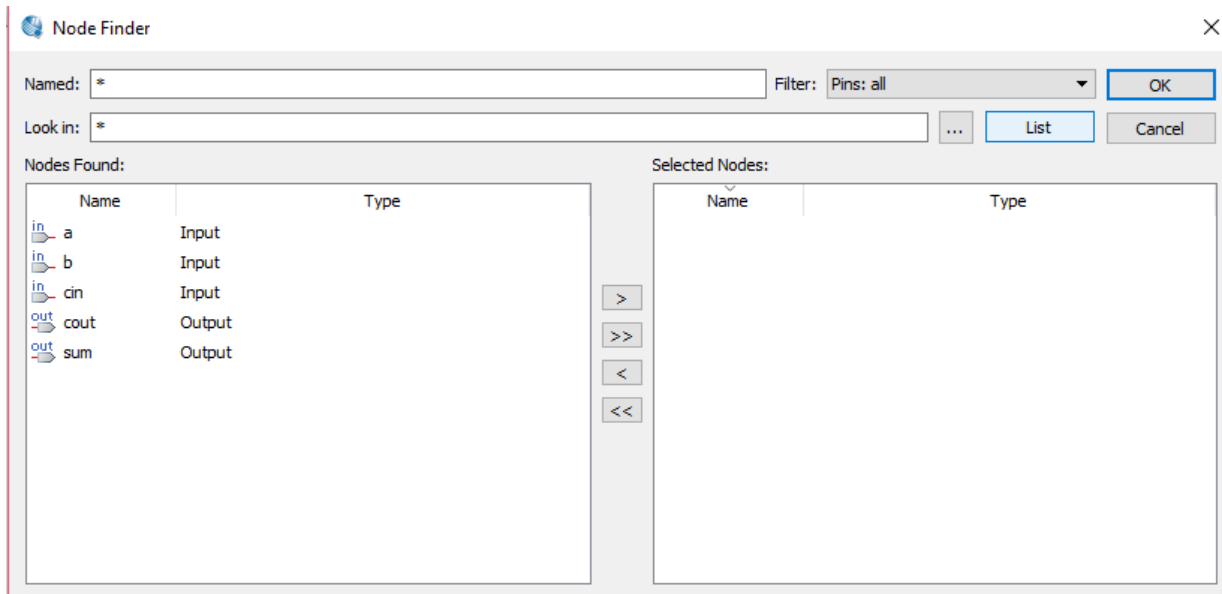 Node Finder
Named: *
Filter: Pins: all
OK
Look in: *
...
List
Cancel
Nodes Found:
Selected Nodes:
Name Type
Name Type
in a Input
in b Input
in cin Input
out cout Output
out sum Output
>
>>
<
<<